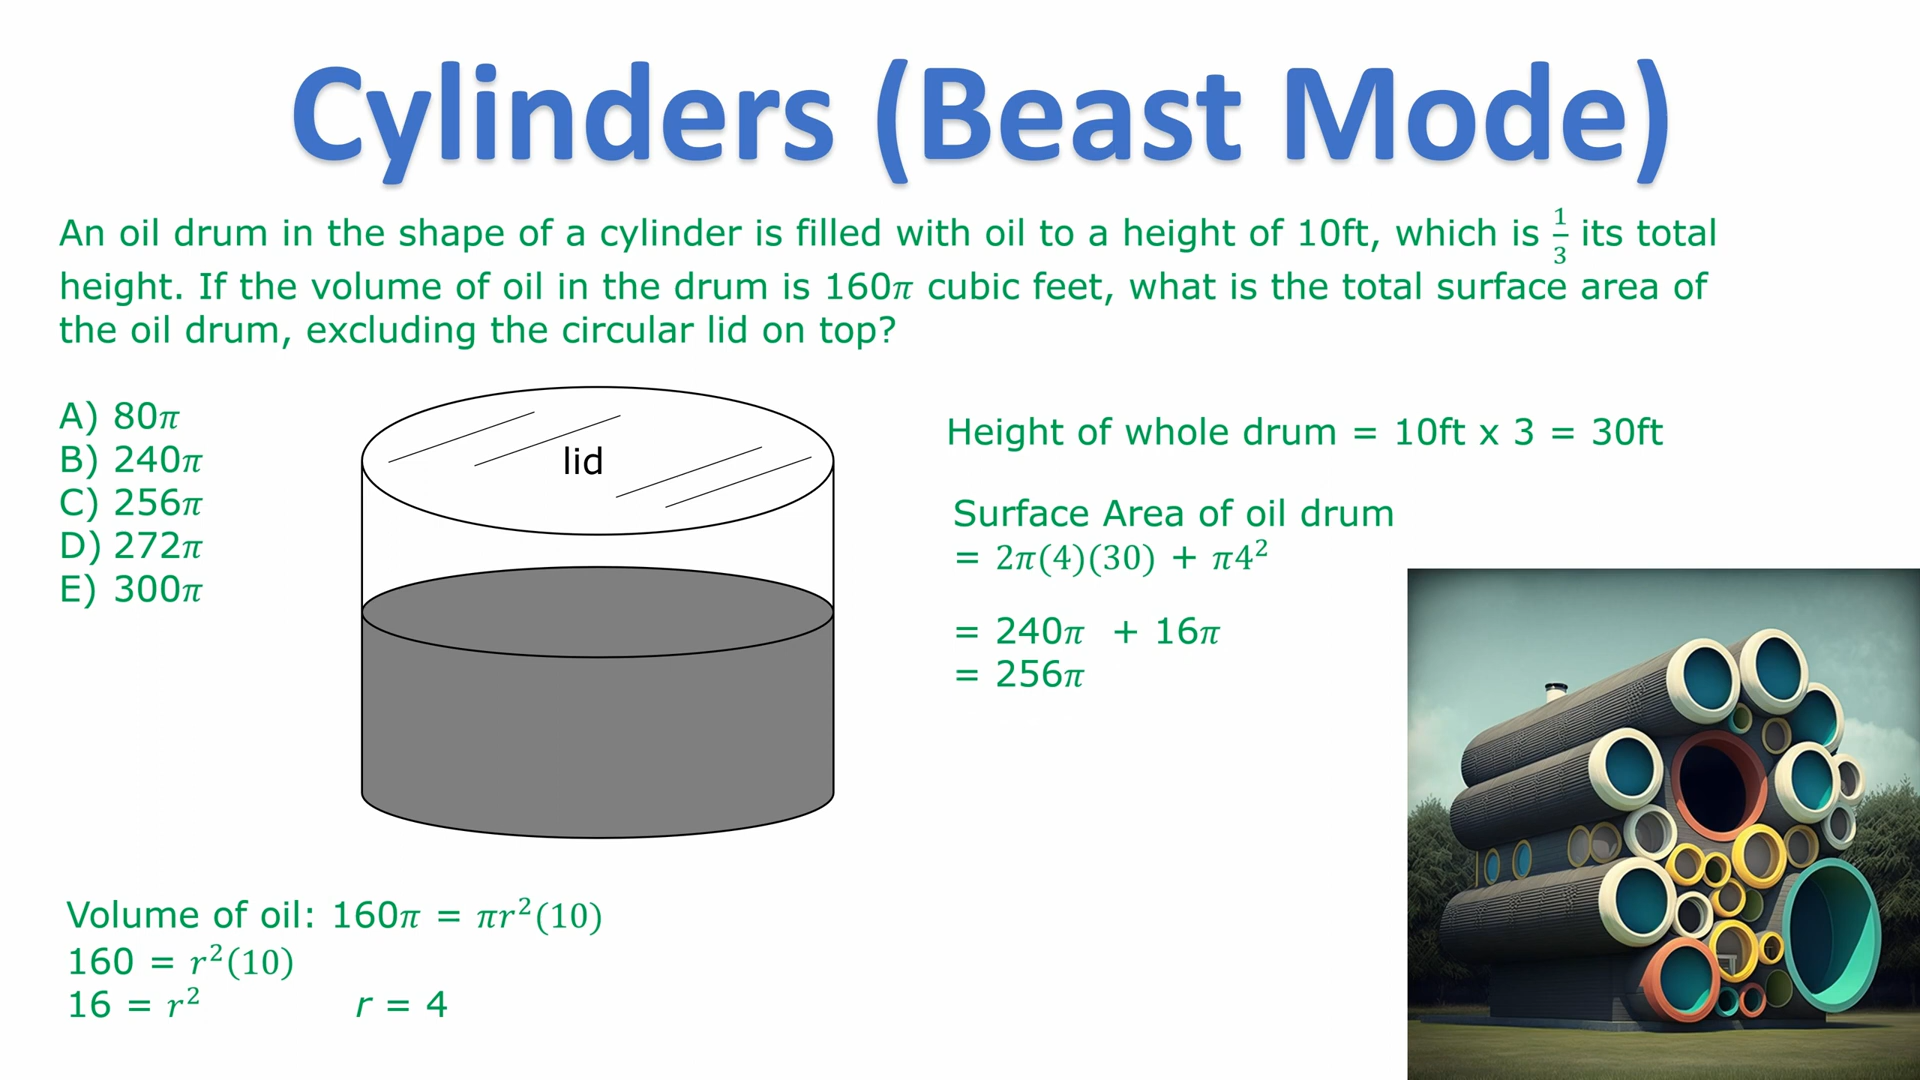 Cylinders (Beast Mode)
An oil drum in the shape of a cylinder is filled with oil to a height of 10ft, which is 1/3 its total
height. If the volume of oil in the drum is 160π cubic feet, what is the total surface area of
the oil drum, excluding the circular lid on top?
A) 80π
B) 240π
C) 256π
D) 272π
E) 300π
lid
Height of whole drum = 10ft x 3 = 30ft
Surface Area of oil drum
= 2π(4)(30) + π4²
= 240π + 16π
= 256π
Volume of oil: 160π = πr²(10)
160 = r²(10)
16 = r² r = 4